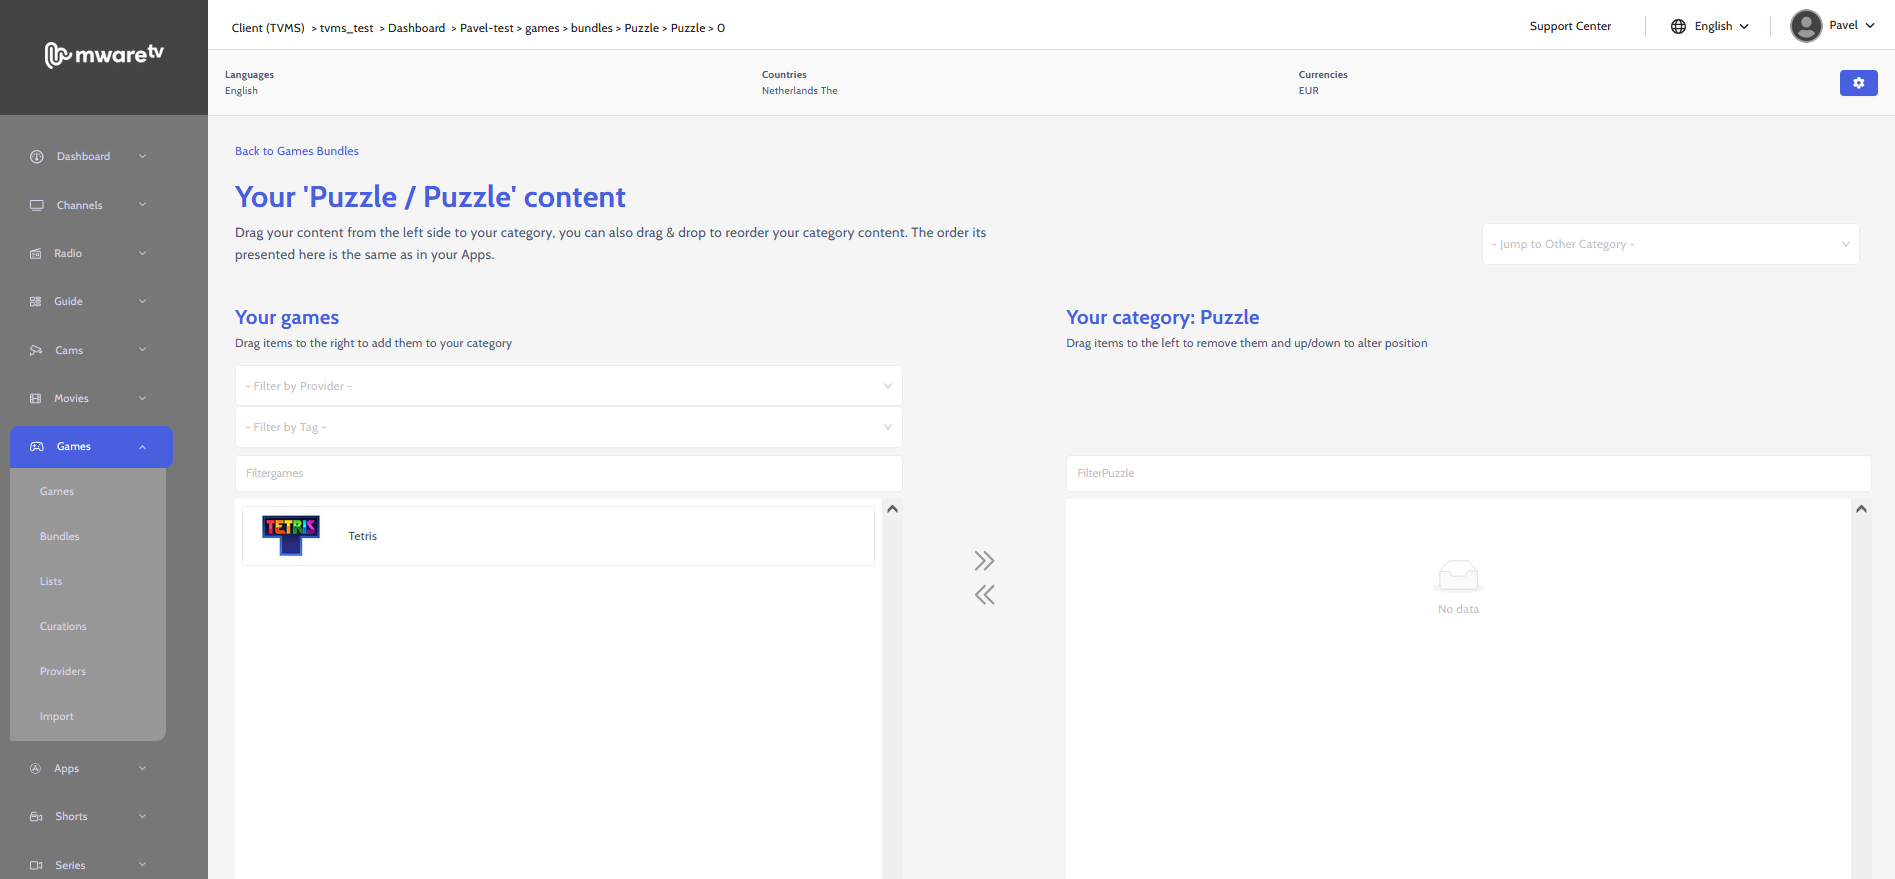 mwaretv
Client (TVMS) > tvms_test > Dashboard > Pavel-test > games > bundles > Puzzle > Puzzle > 0
Support Center
English
Pavel
Languages
English
Countries
Netherlands The
Currencies
EUR
Dashboard
Channels
Radio
Guide
Cams
Movies
Games
Games
Bundles
Lists
Curations
Providers
Import
Apps
Shorts
Series
Back to Games Bundles
Your 'Puzzle / Puzzle' content
Drag your content from the left side to your category, you can also drag & drop to reorder your category content. The order its
presented here is the same as in your Apps.
- Jump to Other Category -
Your games
Drag items to the right to add them to your category
- Filter by Provider -
- Filter by Tag -
Filtergames
TETRIS
Tetris
Your category: Puzzle
Drag items to the left to remove them and up/down to alter position
FilterPuzzle
No data